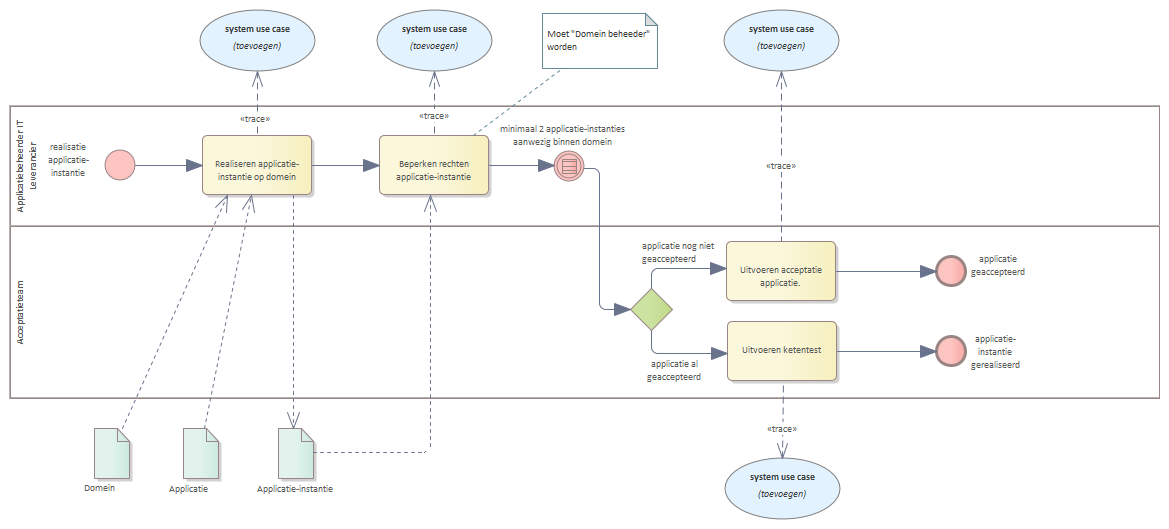 system use case
(toevoegen)
system use case
(toevoegen)
Moet "Domein beheeder"
worden
system use case
(toevoegen)
«trace»
«trace»
«trace»
Applicatiebeheerder IT
Leverancier
realisatie
applicatie-
instantie
Realiseren applicatie-
instantie op domein
Beperken rechten
applicatie-instantie
minimaal 2 applicatie-instanties
aanwezig binnen domein
Acceptatieteam
applicatie nog niet
geaccepteerd
Uitvoeren acceptatie
applicatie.
applicatie
geaccepteerd
applicatie al
geaccepteerd
Uitvoeren ketentest
applicatie-
instantie
gerealiseerd
«trace»
Domein
Applicatie
Applicatie-instantie
system use case
(toevoegen)